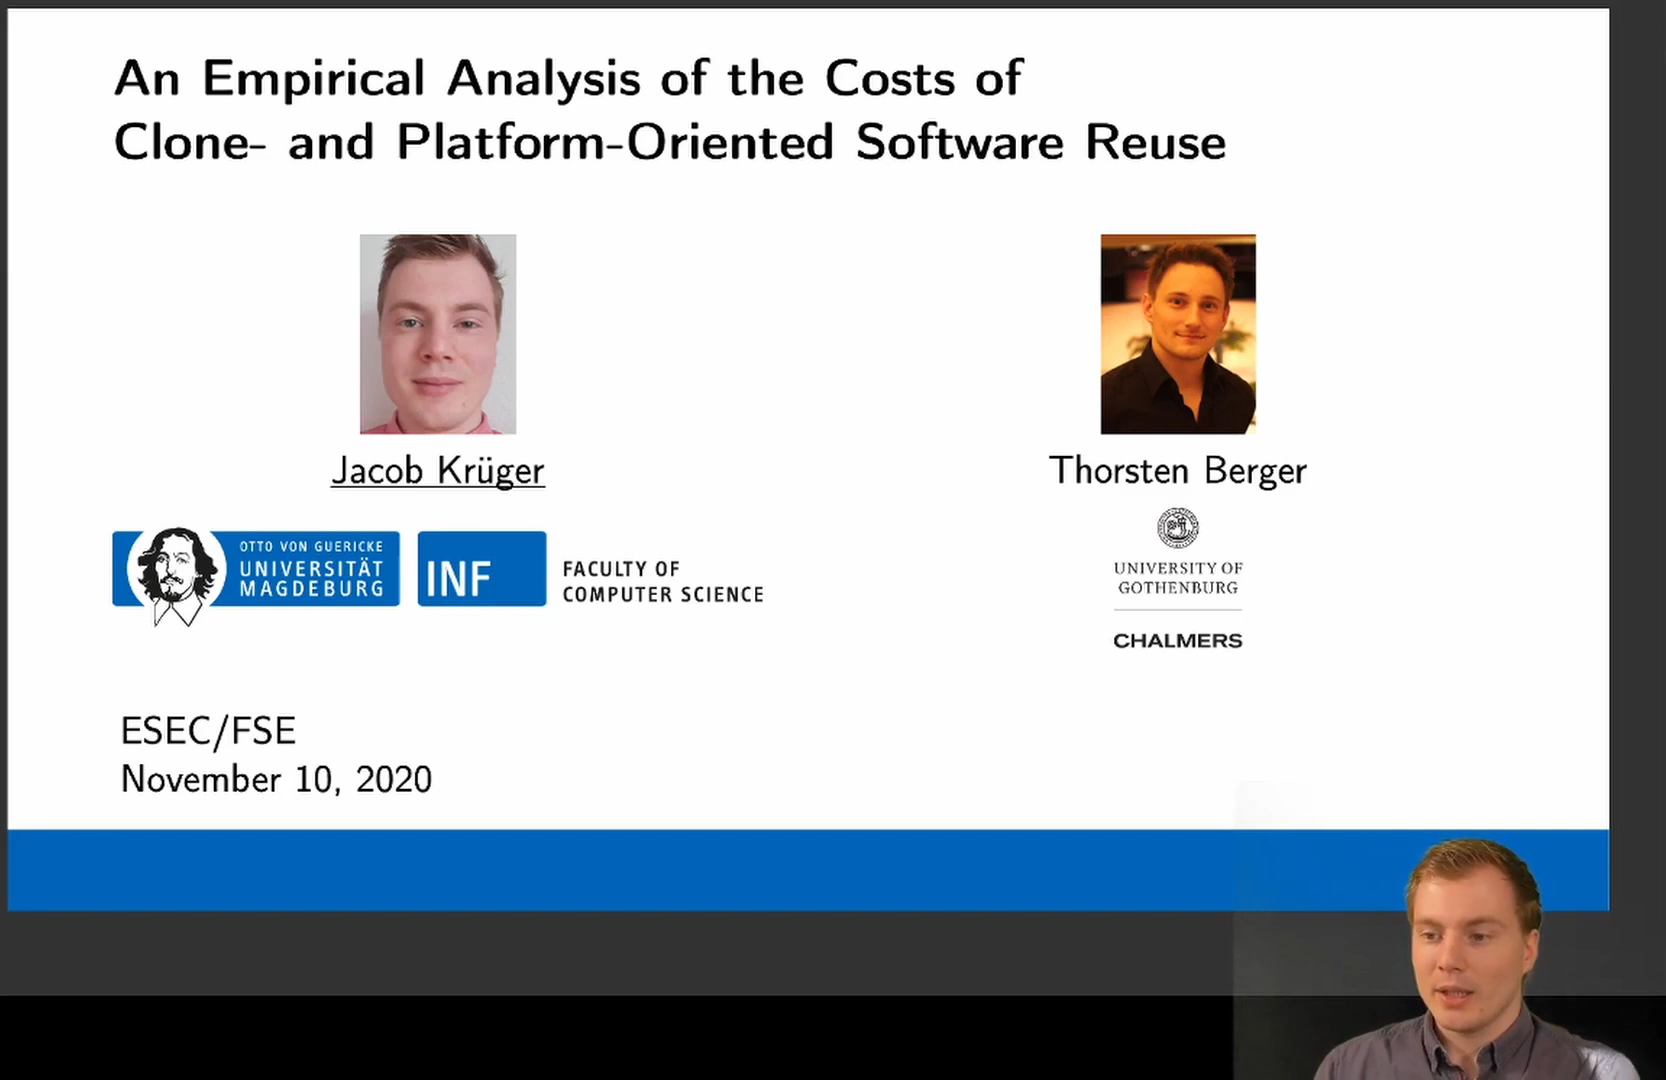 An Empirical Analysis of the Costs of
Clone- and Platform-Oriented Software Reuse
Jacob Krüger
Thorsten Berger
OTTO VON GUERICKE
UNIVERSITÄT
MAGDEBURG
INF
FACULTY OF
COMPUTER SCIENCE
UNIVERSITY OF
GOTHENBURG
CHALMERS
ESEC/FSE
November 10, 2020